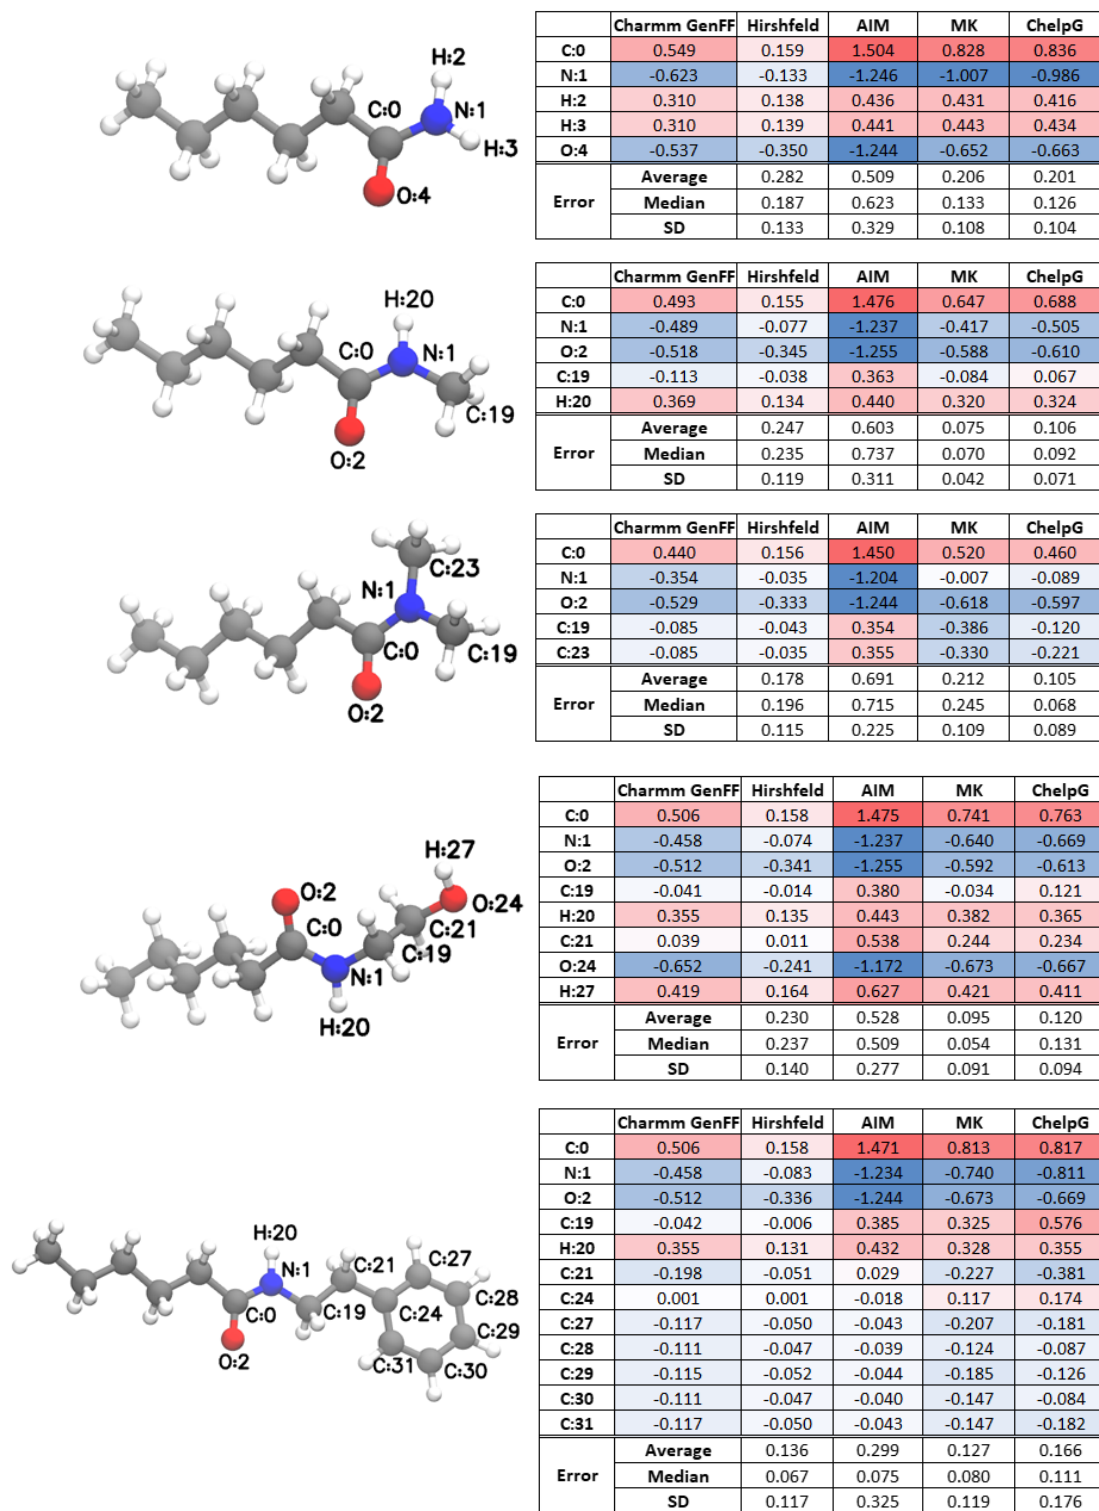 H:2
C:0
N:1
H:3
O:4
Charmm GenFF Hirshfeld AIM MK ChelpG
C:0 0.549 0.159 1.504 0.828 0.836
N:1 -0.623 -0.133 -1.246 -1.007 -0.986
H:2 0.310 0.138 0.436 0.431 0.416
H:3 0.310 0.139 0.441 0.443 0.434
O:4 -0.537 -0.350 -1.244 -0.652 -0.663
Average 0.282 0.509 0.206 0.201
Error Median 0.187 0.623 0.133 0.126
SD 0.133 0.329 0.108 0.104
H:20
C:0
N:1
C:19
O:2
Charmm GenFF Hirshfeld AIM MK ChelpG
C:0 0.493 0.155 1.476 0.647 0.688
N:1 -0.489 -0.077 -1.237 -0.417 -0.505
O:2 -0.518 -0.345 -1.255 -0.588 -0.610
C:19 -0.113 -0.038 0.363 -0.084 0.067
H:20 0.369 0.134 0.440 0.320 0.324
Average 0.247 0.603 0.075 0.106
Error Median 0.235 0.737 0.070 0.092
SD 0.119 0.311 0.042 0.071
C:23
N:1
C:0
C:19
O:2
Charmm GenFF Hirshfeld AIM MK ChelpG
C:0 0.440 0.156 1.450 0.520 0.460
N:1 -0.354 -0.035 -1.204 -0.007 -0.089
O:2 -0.529 -0.333 -1.244 -0.618 -0.597
C:19 -0.085 -0.043 0.354 -0.386 -0.120
C:23 -0.085 -0.035 0.355 -0.330 -0.221
Average 0.178 0.691 0.212 0.105
Error Median 0.196 0.715 0.245 0.068
SD 0.115 0.225 0.109 0.089
H:27
O:2
O:24
C:0
C:21
C:19
N:1
H:20
Charmm GenFF Hirshfeld AIM MK ChelpG
C:0 0.506 0.158 1.475 0.741 0.763
N:1 -0.458 -0.074 -1.237 -0.640 -0.669
O:2 -0.512 -0.341 -1.255 -0.592 -0.613
C:19 -0.041 -0.014 0.380 -0.034 0.121
H:20 0.355 0.135 0.443 0.382 0.365
C:21 0.039 0.011 0.538 0.244 0.234
O:24 -0.652 -0.241 -1.172 -0.673 -0.667
H:27 0.419 0.164 0.627 0.421 0.411
Average 0.230 0.528 0.095 0.120
Error Median 0.237 0.509 0.054 0.131
SD 0.140 0.277 0.091 0.094
H:20
N:1
C:21
C:27
C:28
C:0
C:19
C:24
C:29
O:2
C:31
C:30
Charmm GenFF Hirshfeld AIM MK ChelpG
C:0 0.506 0.158 1.471 0.813 0.817
N:1 -0.458 -0.083 -1.234 -0.740 -0.811
O:2 -0.512 -0.336 -1.244 -0.673 -0.669
C:19 -0.042 -0.006 0.385 0.325 0.576
H:20 0.355 0.131 0.432 0.328 0.355
C:21 -0.198 -0.051 0.029 -0.227 -0.381
C:24 0.001 0.001 -0.018 0.117 0.174
C:27 -0.117 -0.050 -0.043 -0.207 -0.181
C:28 -0.111 -0.047 -0.039 -0.124 -0.087
C:29 -0.115 -0.052 -0.044 -0.185 -0.126
C:30 -0.111 -0.047 -0.040 -0.147 -0.084
C:31 -0.117 -0.050 -0.043 -0.147 -0.182
Average 0.136 0.299 0.127 0.166
Error Median 0.067 0.075 0.080 0.111
SD 0.117 0.325 0.119 0.176